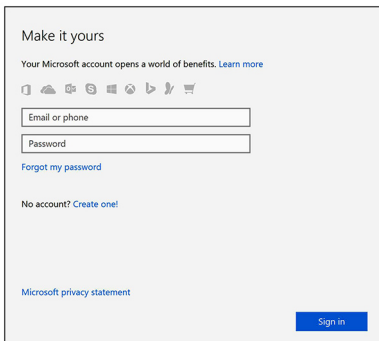 Make it yours
Your Microsoft account opens a world of benefits. Learn more
Email or phone
Password
Forgot my password
No account? Create one!
Microsoft privacy statement
Sign in